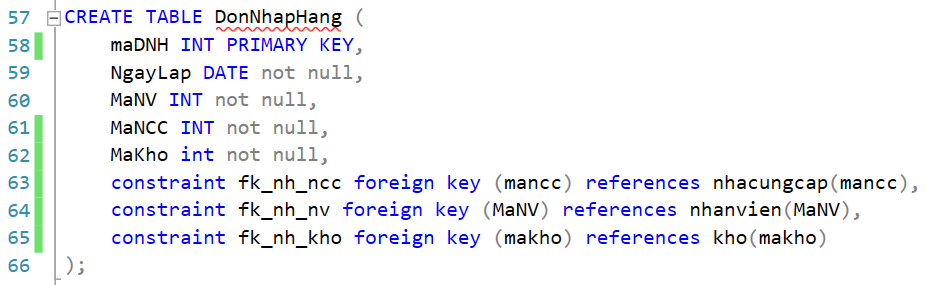 57 CREATE TABLE DonNhapHang (
58 maDNH INT PRIMARY KEY,
59 NgayLap DATE not null,
60 MaNV INT not null,
61 MaNCC INT not null,
62 MaKho int not null,
63 constraint fk_nh_ncc foreign key (mancc) references nhacungcap(mancc),
64 constraint fk_nh_nv foreign key (MaNV) references nhanvien(MaNV),
65 constraint fk_nh_kho foreign key (makho) references kho(makho)
66 );